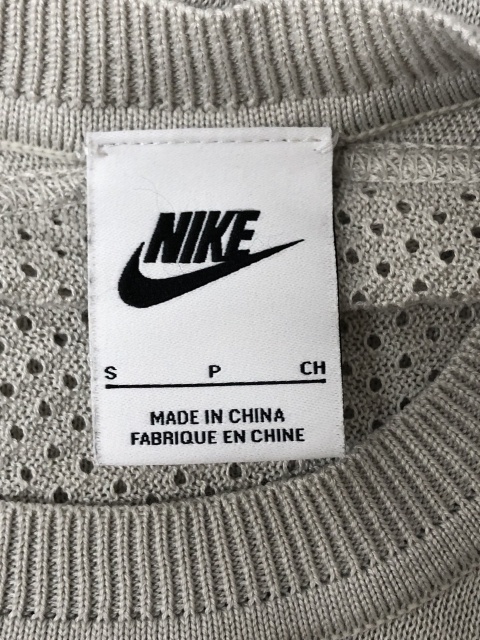 NIKE
S P CH
MADE IN CHINA
FABRIQUE EN CHINE